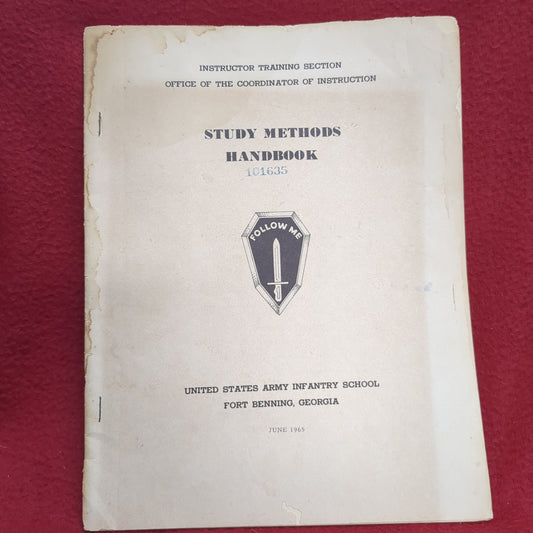 INSTRUCTOR TRAINING SECTION
OFFICE OF THE COORDINATOR OF INSTRUCTION
STUDY METHODS
HANDBOOK
101635
FOLLOW ME
UNITED STATES ARMY INFANTRY SCHOOL
FORT BENNING, GEORGIA
JUNE 1965